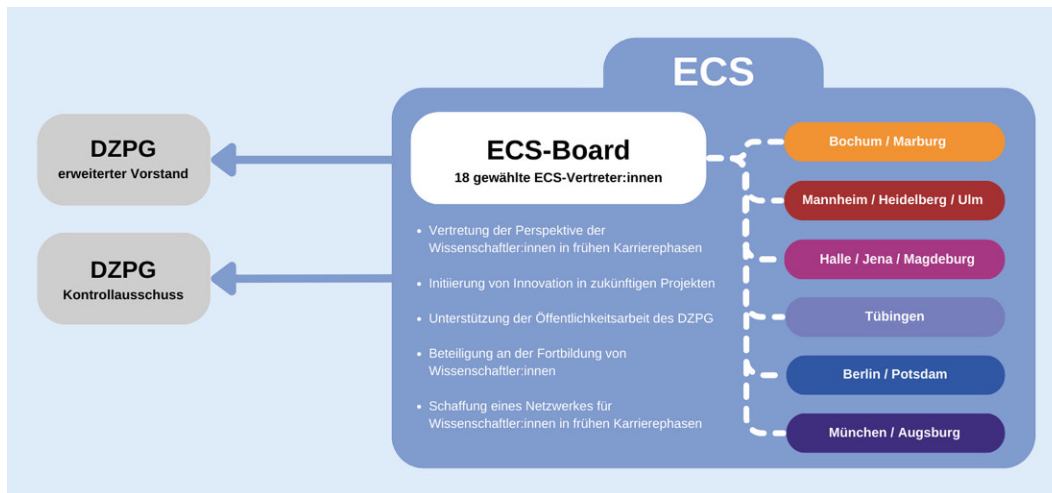 ECS
DZPG
erweiterter Vorstand
DZPG
Kontrollausschuss
ECS-Board
18 gewählte ECS-Vertreter:innen
• Vertretung der Perspektive der
Wissenschaftler:innen in frühen Karrierephasen
• Initiierung von Innovation in zukünftigen Projekten
• Unterstützung der Öffentlichkeitsarbeit des DZPG
• Beteiligung an der Fortbildung von
Wissenschaftler:innen
• Schaffung eines Netzwerkes für
Wissenschaftler:innen in frühen Karrierephasen
Bochum / Marburg
Mannheim / Heidelberg / Ulm
Halle / Jena / Magdeburg
Tübingen
Berlin / Potsdam
München / Augsburg